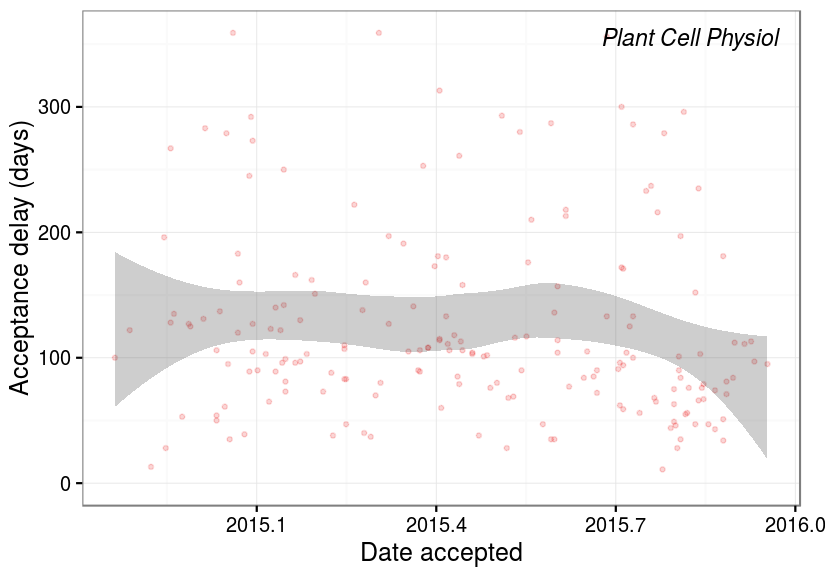 Plant Cell Physiol
Acceptance delay (days)
300
200
100
0
2015.1
2015.4
2015.7
2016.0
Date accepted